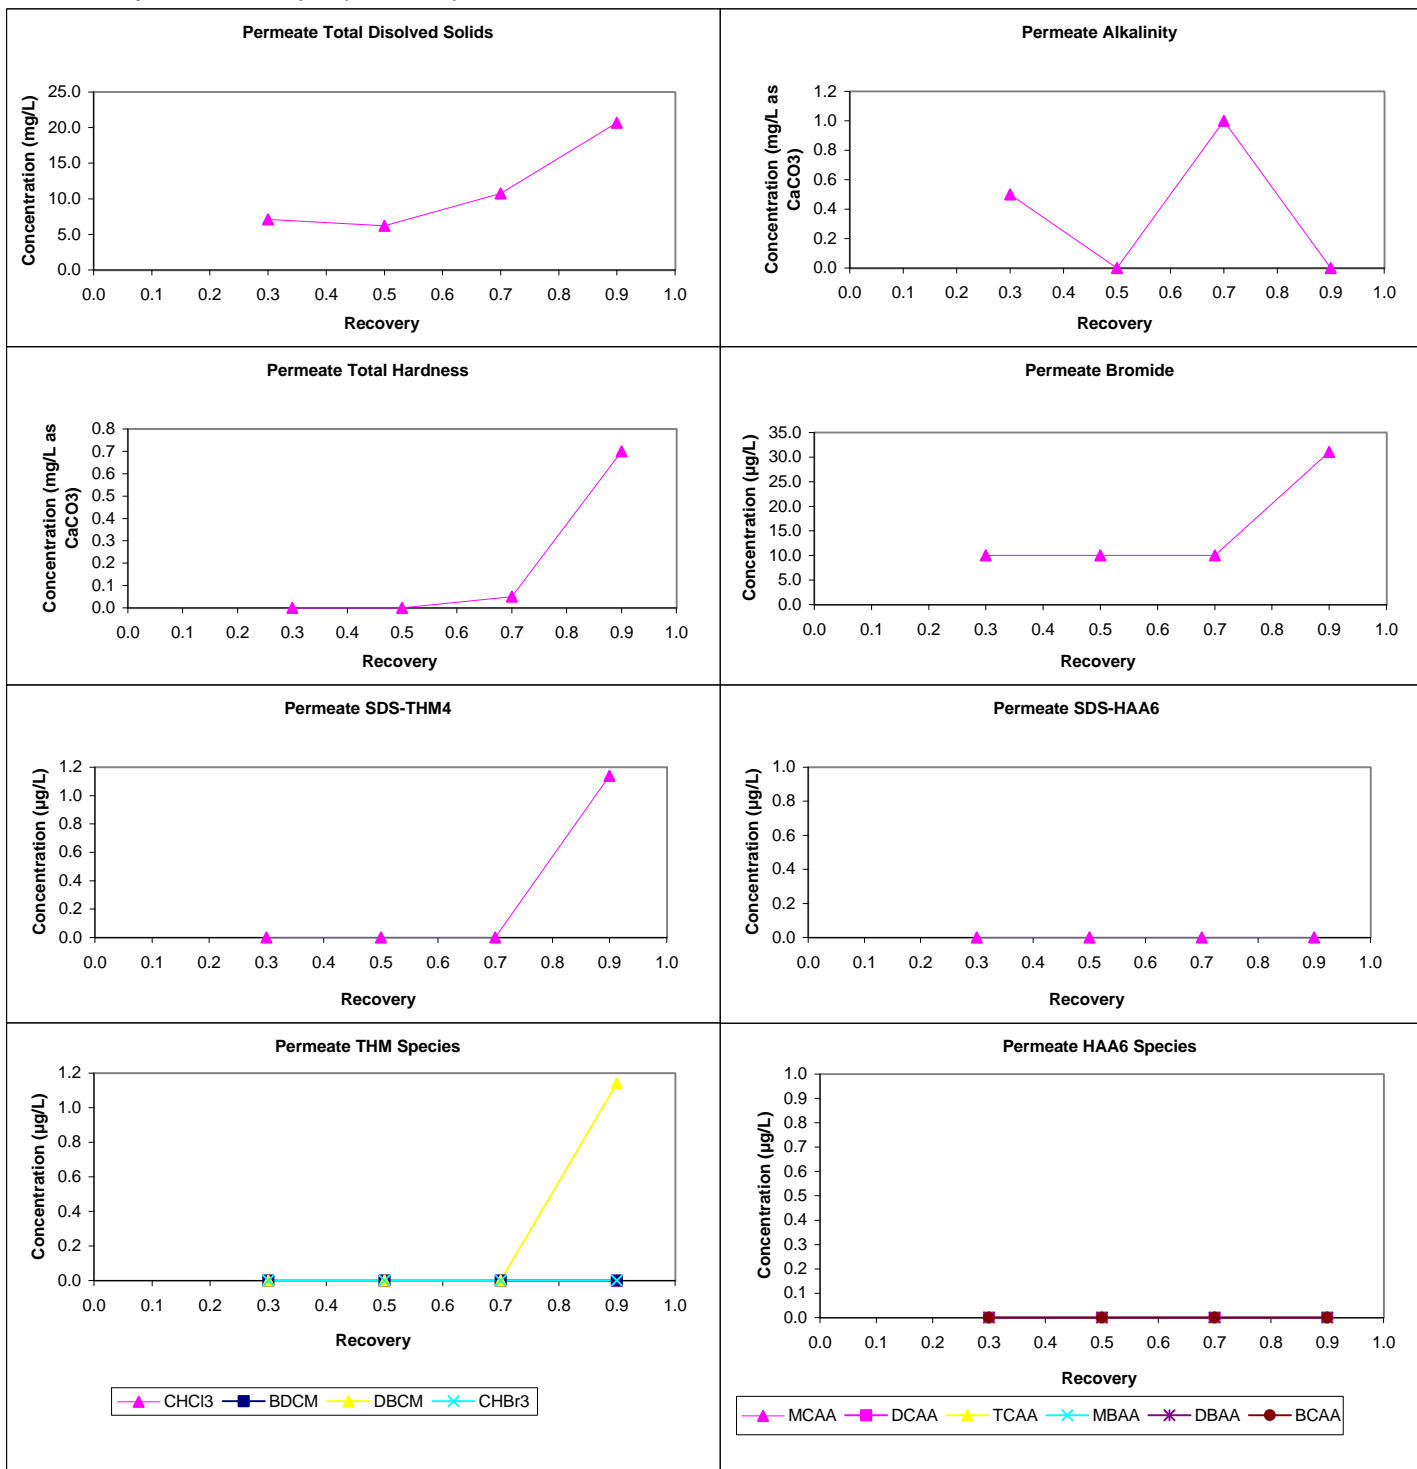 Permeate Total Disolved Solids
Concentration (mg/L)
25.0
20.0
15.0
10.0
5.0
0.0
0.0 0.1 0.2 0.3 0.4 0.5 0.6 0.7 0.8 0.9 1.0
Recovery
Permeate Alkalinity
Concentration (mg/L as
CaCO3)
1.2
1.0
0.8
0.6
0.4
0.2
0.0
0.0 0.1 0.2 0.3 0.4 0.5 0.6 0.7 0.8 0.9 1.0
Recovery
Permeate Total Hardness
Concentration (mg/L as
CaCO3)
0.8
0.7
0.6
0.5
0.4
0.3
0.2
0.1
0.0
0.0 0.1 0.2 0.3 0.4 0.5 0.6 0.7 0.8 0.9 1.0
Recovery
Permeate Bromide
Concentration (µg/L)
35.0
30.0
25.0
20.0
15.0
10.0
5.0
0.0
0.0 0.1 0.2 0.3 0.4 0.5 0.6 0.7 0.8 0.9 1.0
Recovery
Permeate SDS-THM4
Concentration (µg/L)
1.2
1.0
0.8
0.6
0.4
0.2
0.0
0.0 0.1 0.2 0.3 0.4 0.5 0.6 0.7 0.8 0.9 1.0
Recovery
Permeate SDS-HAA6
Concentration (µg/L)
1.0
0.8
0.6
0.4
0.2
0.0
0.0 0.1 0.2 0.3 0.4 0.5 0.6 0.7 0.8 0.9 1.0
Recovery
Permeate THM Species
Concentration (µg/L)
1.2
1.0
0.8
0.6
0.4
0.2
0.0
0.0 0.1 0.2 0.3 0.4 0.5 0.6 0.7 0.8 0.9 1.0
Recovery
CHCl3 BDCM DBCM CHBr3
Permeate HAA6 Species
Concentration (µg/L)
1.0
0.9
0.8
0.7
0.6
0.5
0.4
0.3
0.2
0.1
0.0
0.0 0.1 0.2 0.3 0.4 0.5 0.6 0.7 0.8 0.9 1.0
Recovery
MCAA DCAA TCAA MBAA DBAA BCAA